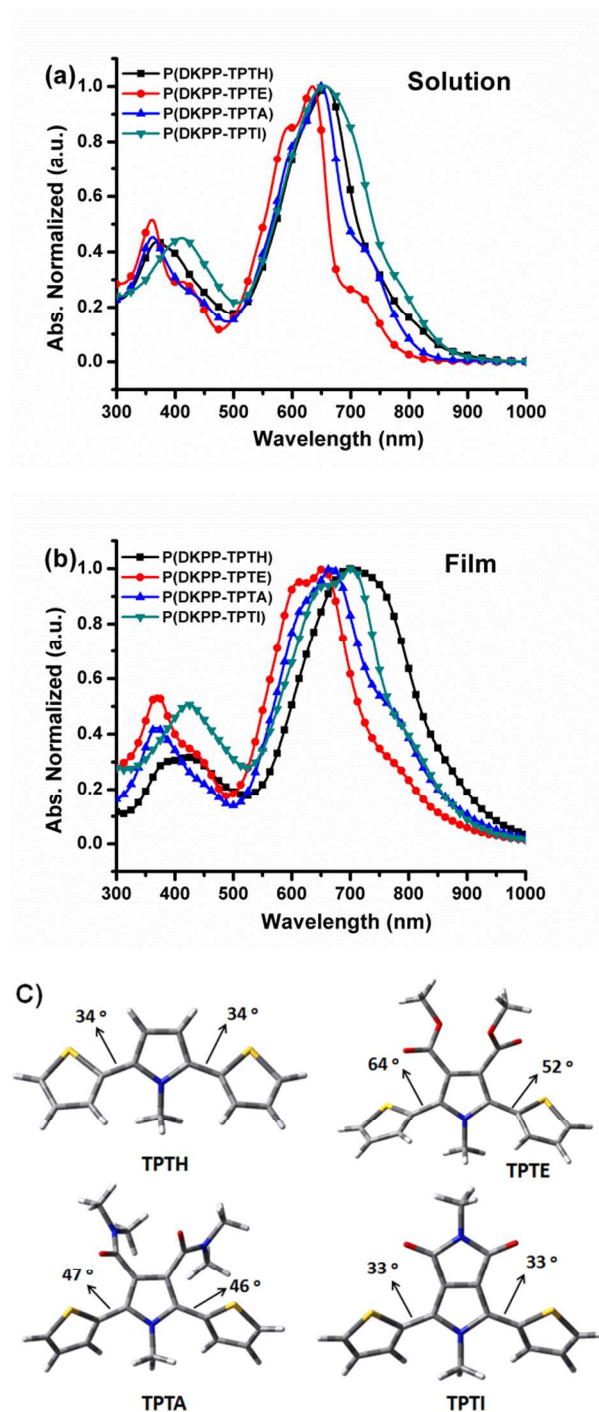 (a)
P(DKPP-TPTH)
P(DKPP-TPTE)
P(DKPP-TPTA)
P(DKPP-TPTI)
Solution
Abs. Normalized (a.u.)
1.0
0.8
0.6
0.4
0.2
0.0
300 400 500 600 700 800 900 1000
Wavelength (nm)
(b)
P(DKPP-TPTH)
P(DKPP-TPTE)
P(DKPP-TPTA)
P(DKPP-TPTI)
Film
Abs. Normalized (a.u.)
1.0
0.8
0.6
0.4
0.2
0.0
300 400 500 600 700 800 900 1000
Wavelength (nm)
C)
34 º 34 º
TPTH
64 º 52 º
TPTE
47 º 46 º
TPTA
33 º 33 º
TPTI